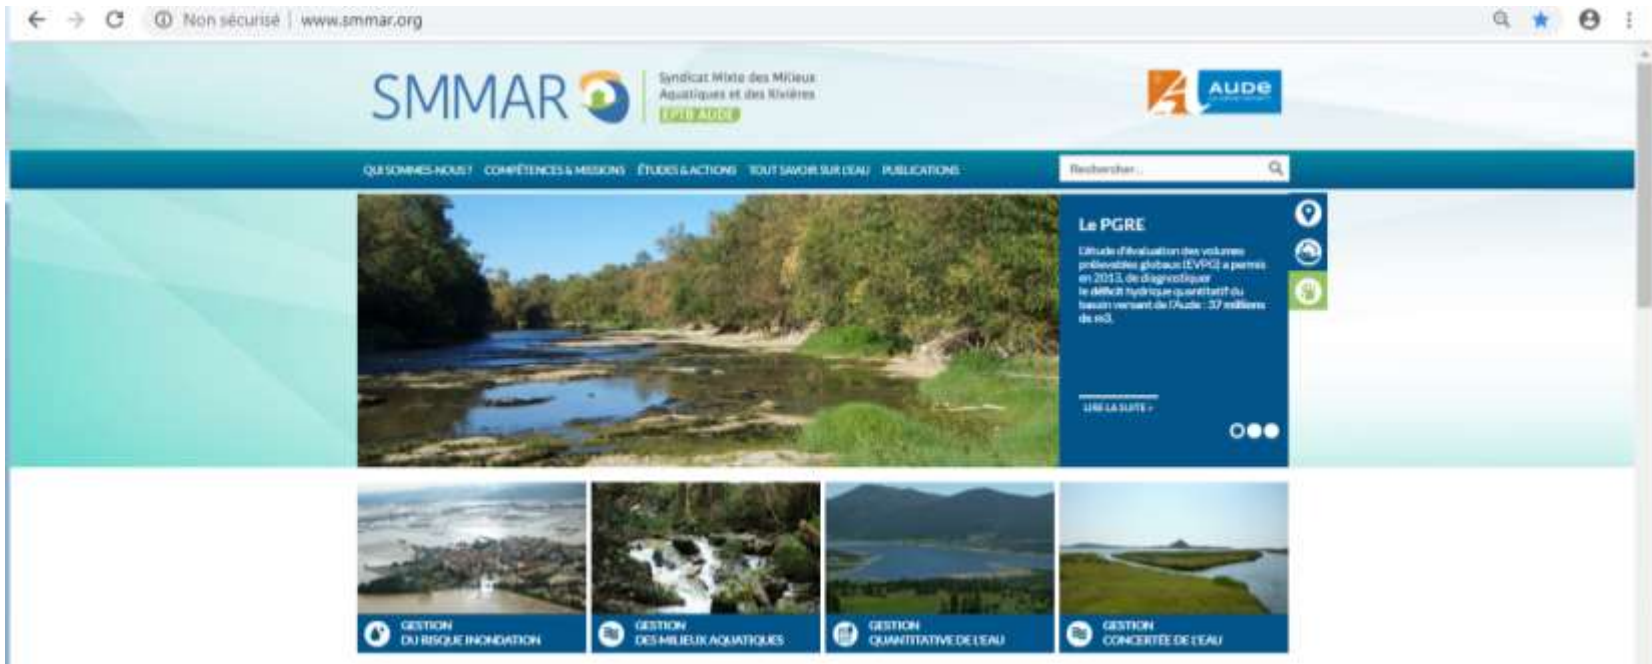 Non sécurisé | www.smmar.org
SMMAR
Syndicat Mixte des Milieux
Aquatiques et des Rivières
EPTB AUDE
AUDE
QUI SOMMES-NOUS ? COMPÉTENCES & MISSIONS ÉTUDES & ACTIONS TOUT SAVOIR SUR L'EAU PUBLICATIONS
Rechercher...
Le PGRE
L'étude d'évaluation des volumes
prélevables globaux (EVPG) a permis
en 2013, de diagnostiquer
le déficit hydrique quantitatif du
bassin versant de l'Aude : 37 millions
de m3.
LIRE LA SUITE >
GESTION
DU RISQUE INONDATION
GESTION
DES MILIEUX AQUATIQUES
GESTION
QUANTITATIVE DE L'EAU
GESTION
CONCERTÉE DE L'EAU